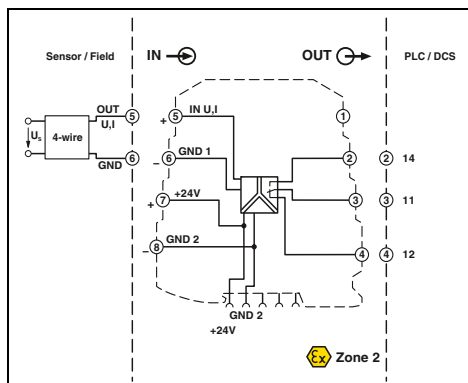 Sensor / Field
IN
OUT
PLC / DCS
OUT
U,I
5
5
IN U,I
+
1
Us
4-wire
GND
6
6
GND 1
–
2
2
14
+
7
+24V
3
3
11
8
GND 2
–
4
4
12
GND 2
+24V
Ex
Zone 2